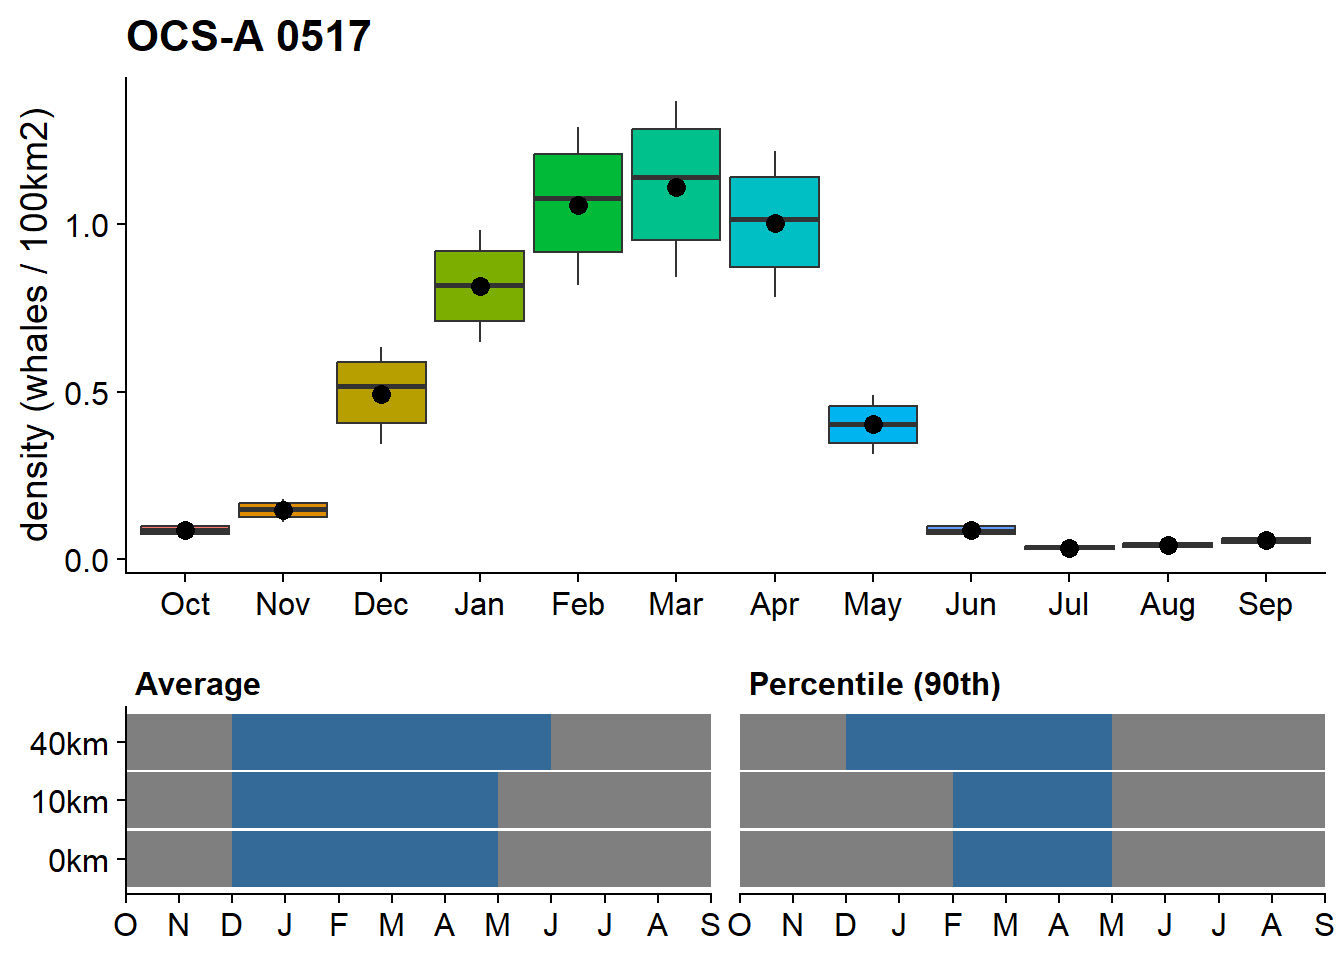 OCS-A 0517
density (whales / 100km2)
1.0
0.5
0.0
Oct Nov Dec Jan Feb Mar Apr May Jun Jul Aug Sep
Average
Percentile (90th)
40km
10km
0km
O N D J F M A M J J A S
O N D J F M A M J J A S